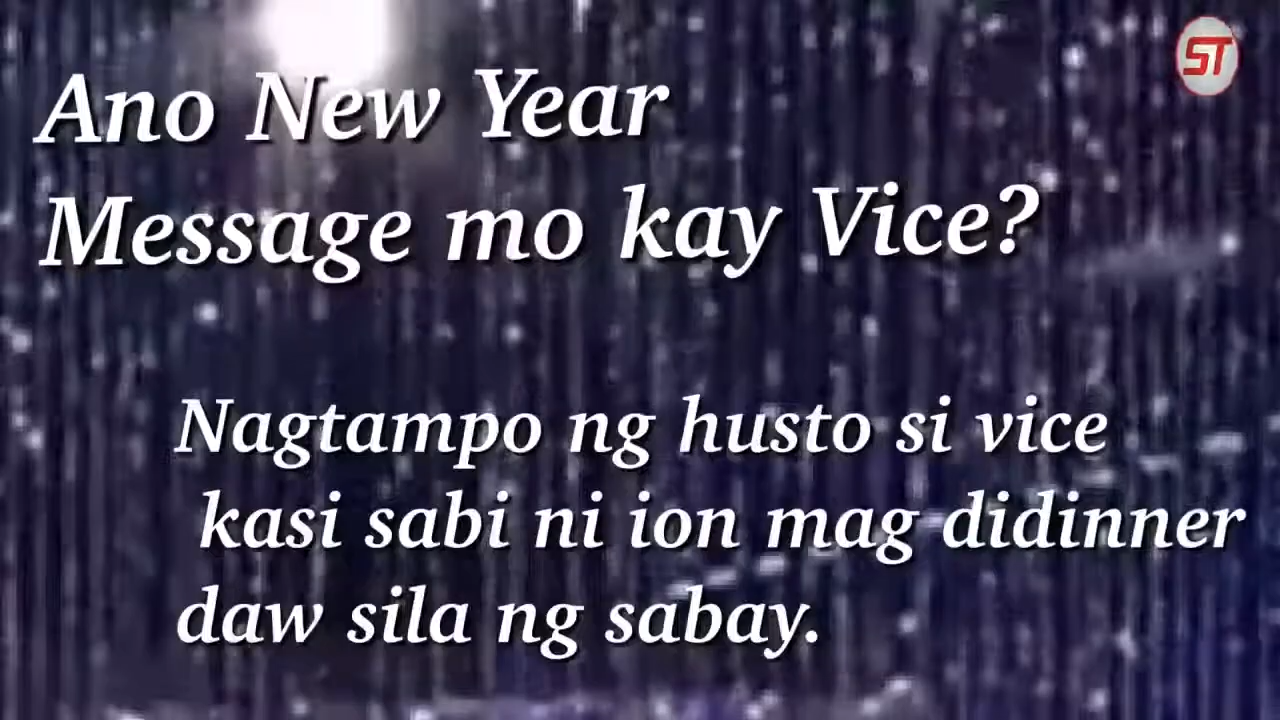 ST
Ano New Year
Message mo kay Vice?
Nagtampo ng husto si vice
kasi sabi ni ion mag didinner
daw sila ng sabay.